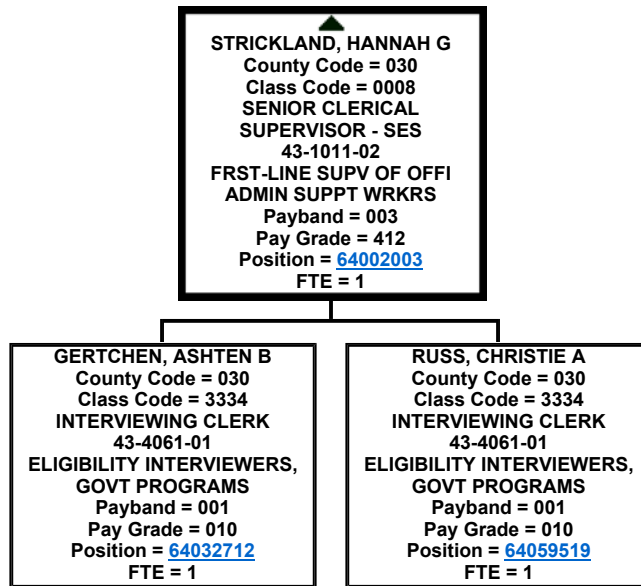 STRICKLAND, HANNAH G
County Code = 030
Class Code = 0008
SENIOR CLERICAL
SUPERVISOR - SES
43-1011-02
FRST-LINE SUPV OF OFFI
ADMIN SUPPT WRKRS
Payband = 003
Pay Grade = 412
Position = 64002003
FTE = 1
GERTCHEN, ASHTEN B
County Code = 030
Class Code = 3334
INTERVIEWING CLERK
43-4061-01
ELIGIBILITY INTERVIEWERS,
GOVT PROGRAMS
Payband = 001
Pay Grade = 010
Position = 64032712
FTE = 1
RUSS, CHRISTIE A
County Code = 030
Class Code = 3334
INTERVIEWING CLERK
43-4061-01
ELIGIBILITY INTERVIEWERS,
GOVT PROGRAMS
Payband = 001
Pay Grade = 010
Position = 64059519
FTE = 1